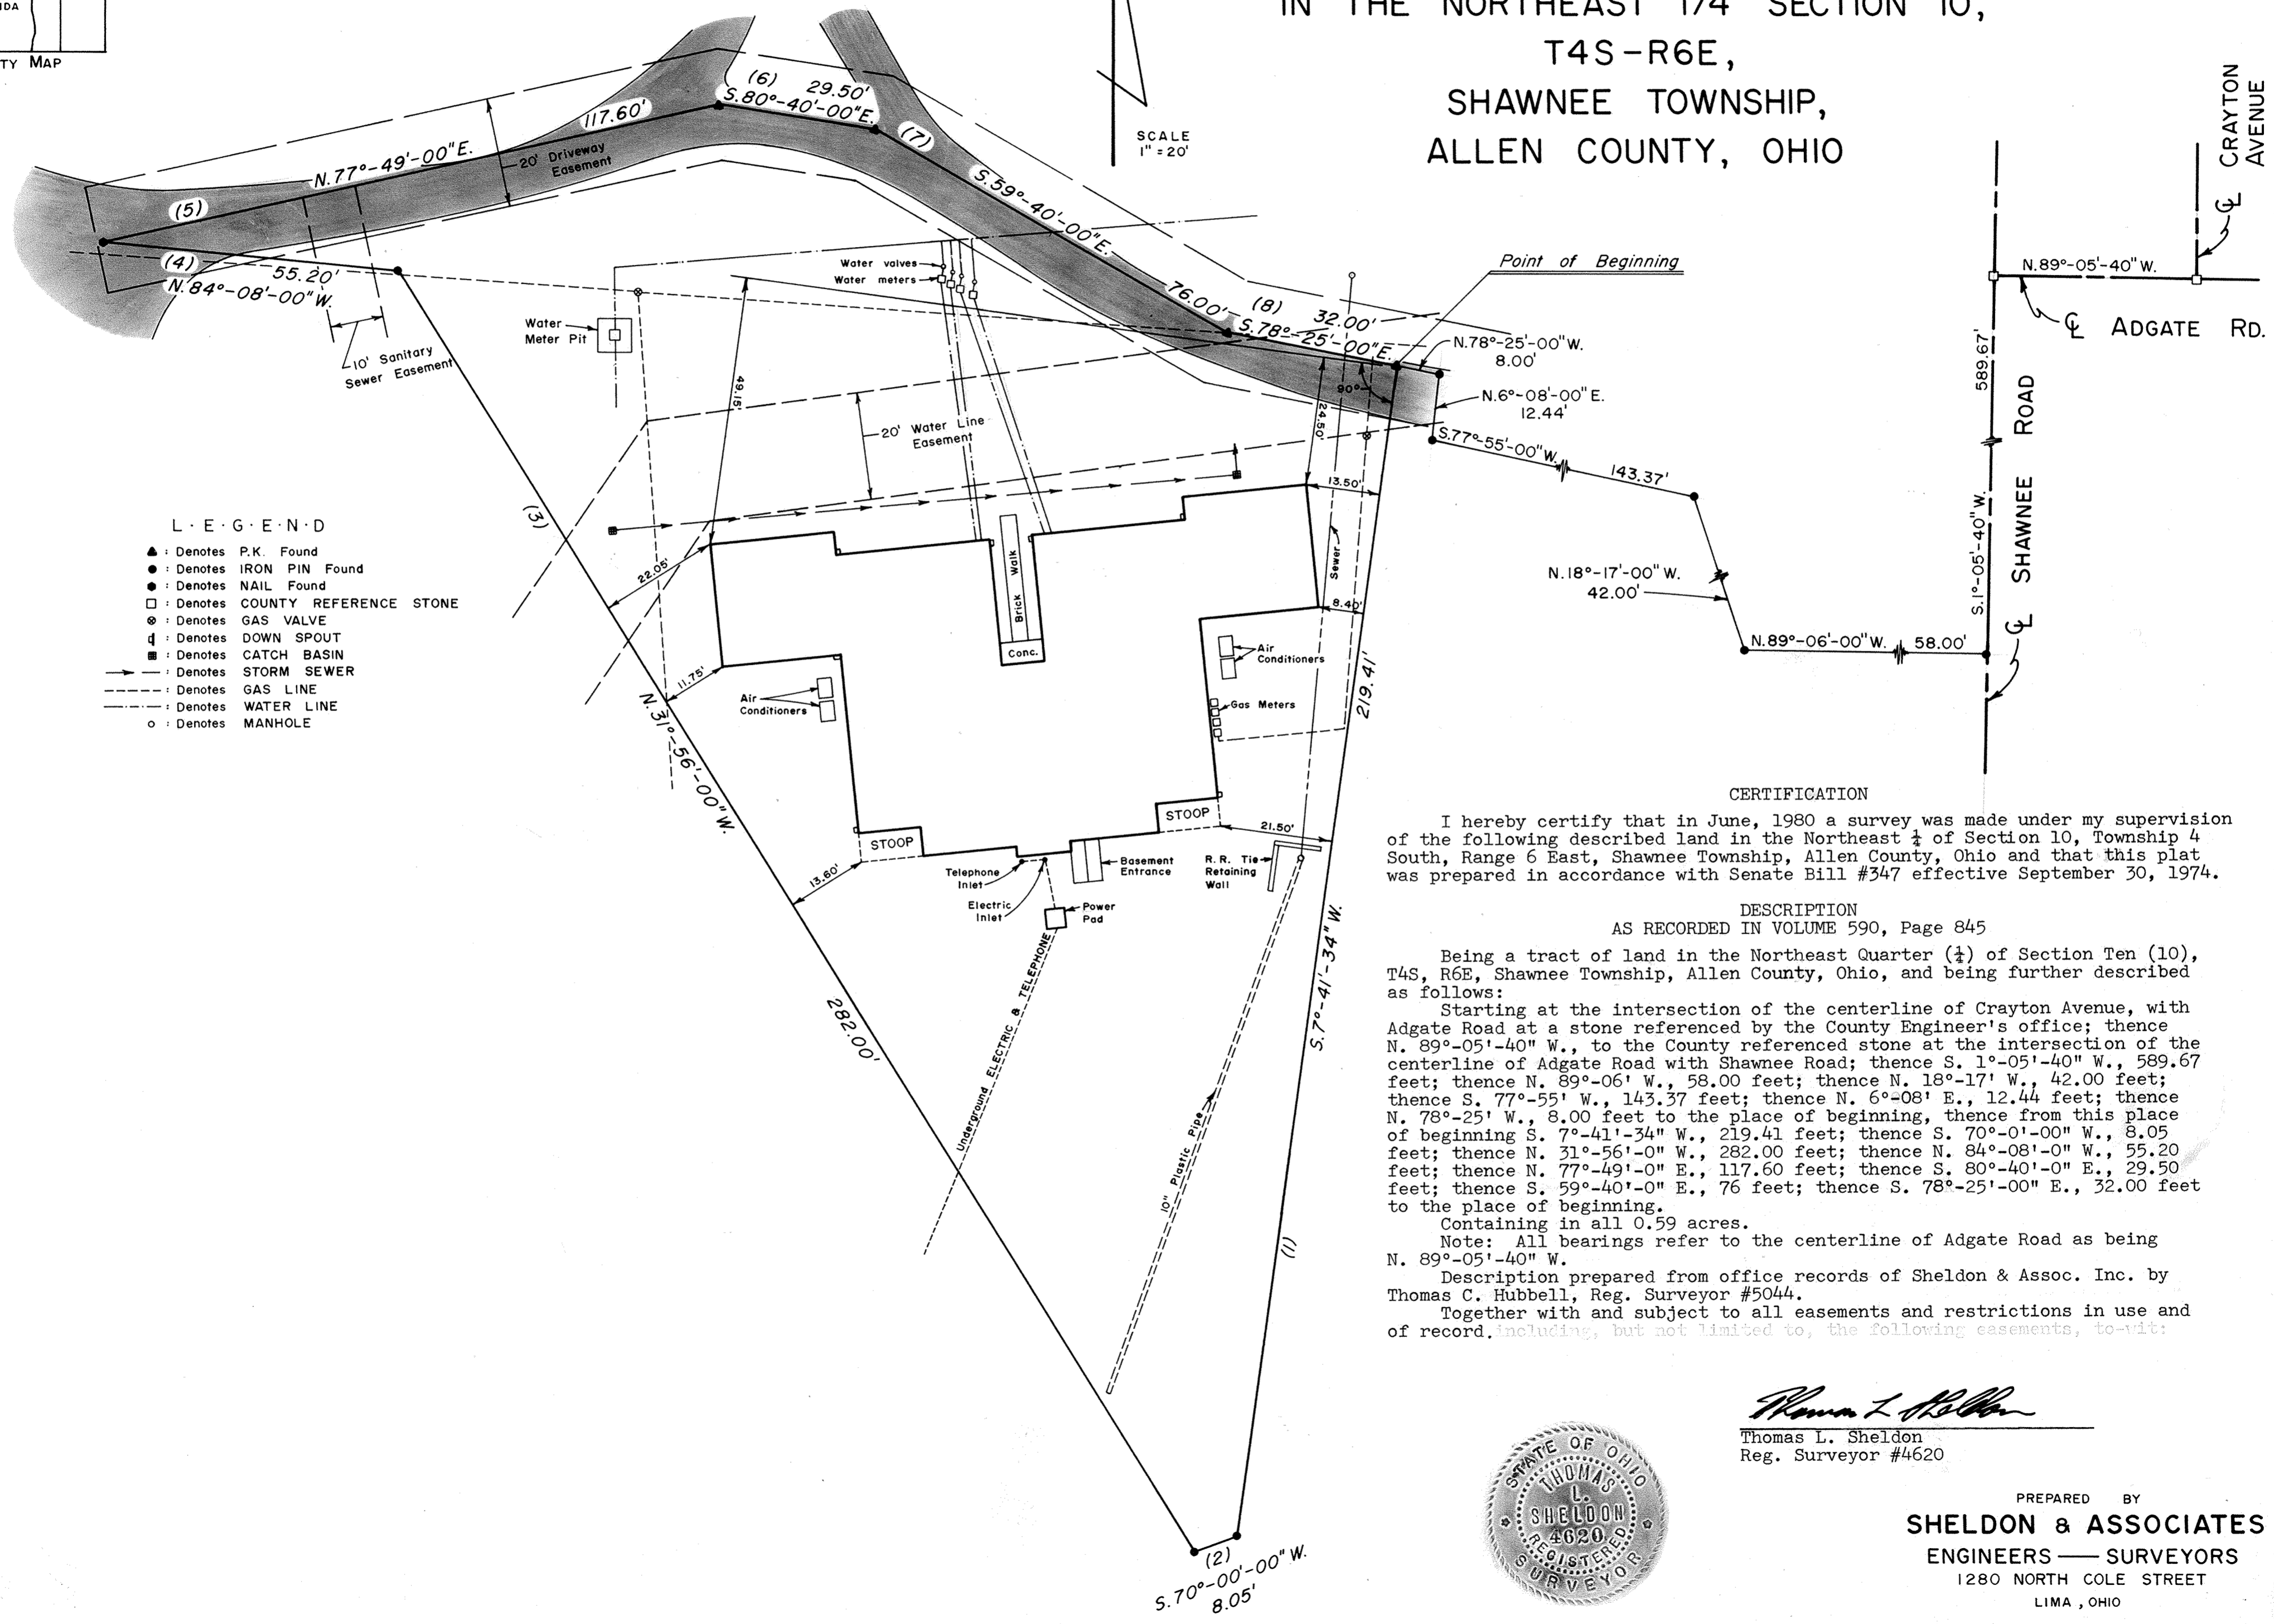 TY MAP
IN THE NORTHEAST 1/4 SECTION 10,
T4S-R6E,
SHAWNEE TOWNSHIP,
ALLEN COUNTY, OHIO
SCALE
1" = 20'
CRAYTON
AVENUE
N.89°-05'-40"W.
℄ ADGATE RD.
589.67'
S.1°-05'-40"W.
℄ SHAWNEE ROAD
℄
(6) 29.50'
S.80°-40'-00"E.
117.60'
(7)
20' Driveway
Easement
N.77°-49'-00"E.
(5)
S.59°-40'-00"E.
76.00'
(4)
55.20'
N.84°-08'-00"W.
10' Sanitary
Sewer Easement
Water valves
Water meters
Water
Meter Pit
(8) 32.00'
S.78°-25'-00"E.
Point of Beginning
N.78°-25'-00"W.
8.00'
90°
N.6°-08'-00"E.
12.44'
S.77°-55'-00"W.
143.37'
N.18°-17'-00"W.
42.00'
N.89°-06'-00"W. 58.00'
49.15'
24.50'
20' Water Line
Easement
13.50'
(3)
22.05'
Brick Walk
Conc.
Sewer
8.40'
11.75'
Air
Conditioners
Air
Conditioners
Gas Meters
219.41'
N.31°-56'-00"W.
STOOP
STOOP
21.50'
13.60'
Telephone
Inlet
Electric
Inlet
Basement
Entrance
Power
Pad
R.R. Tie
Retaining
Wall
Underground ELECTRIC & TELEPHONE
282.00'
S.7°-41'-34"W.
10" Plastic Pipe
(1)
(2)
S.70°-00'-00"W.
8.05'
L·E·G·E·N·D
: Denotes P.K. Found
: Denotes IRON PIN Found
: Denotes NAIL Found
: Denotes COUNTY REFERENCE STONE
: Denotes GAS VALVE
: Denotes DOWN SPOUT
: Denotes CATCH BASIN
: Denotes STORM SEWER
: Denotes GAS LINE
: Denotes WATER LINE
: Denotes MANHOLE
CERTIFICATION
I hereby certify that in June, 1980 a survey was made under my supervision
of the following described land in the Northeast ¼ of Section 10, Township 4
South, Range 6 East, Shawnee Township, Allen County, Ohio and that this plat
was prepared in accordance with Senate Bill #347 effective September 30, 1974.
DESCRIPTION
AS RECORDED IN VOLUME 590, Page 845
Being a tract of land in the Northeast Quarter (¼) of Section Ten (10),
T4S, R6E, Shawnee Township, Allen County, Ohio, and being further described
as follows:
Starting at the intersection of the centerline of Crayton Avenue, with
Adgate Road at a stone referenced by the County Engineer's office; thence
N. 89°-05'-40" W., to the County referenced stone at the intersection of the
centerline of Adgate Road with Shawnee Road; thence S. 1°-05'-40" W., 589.67
feet; thence N. 89°-06' W., 58.00 feet; thence N. 18°-17' W., 42.00 feet;
thence S. 77°-55' W., 143.37 feet; thence N. 6°-08' E., 12.44 feet; thence
N. 78°-25' W., 8.00 feet to the place of beginning, thence from this place
of beginning S. 7°-41'-34" W., 219.41 feet; thence S. 70°-0'-00" W., 8.05
feet; thence N. 31°-56'-0" W., 282.00 feet; thence N. 84°-08'-0" W., 55.20
feet; thence N. 77°-49'-0" E., 117.60 feet; thence S. 80°-40'-0" E., 29.50
feet; thence S. 59°-40'-0" E., 76 feet; thence S. 78°-25'-00" E., 32.00 feet
to the place of beginning.
Containing in all 0.59 acres.
Note: All bearings refer to the centerline of Adgate Road as being
N. 89°-05'-40" W.
Description prepared from office records of Sheldon & Assoc. Inc. by
Thomas C. Hubbell, Reg. Surveyor #5044.
Together with and subject to all easements and restrictions in use and
of record. including, but not limited to, the following easements, to-wit:
Thomas L Sheldon
Thomas L. Sheldon
Reg. Surveyor #4620
STATE OF OHIO
THOMAS
L.
SHELDON
4620
REGISTERED
SURVEYOR
PREPARED BY
SHELDON & ASSOCIATES
ENGINEERS — SURVEYORS
1280 NORTH COLE STREET
LIMA, OHIO